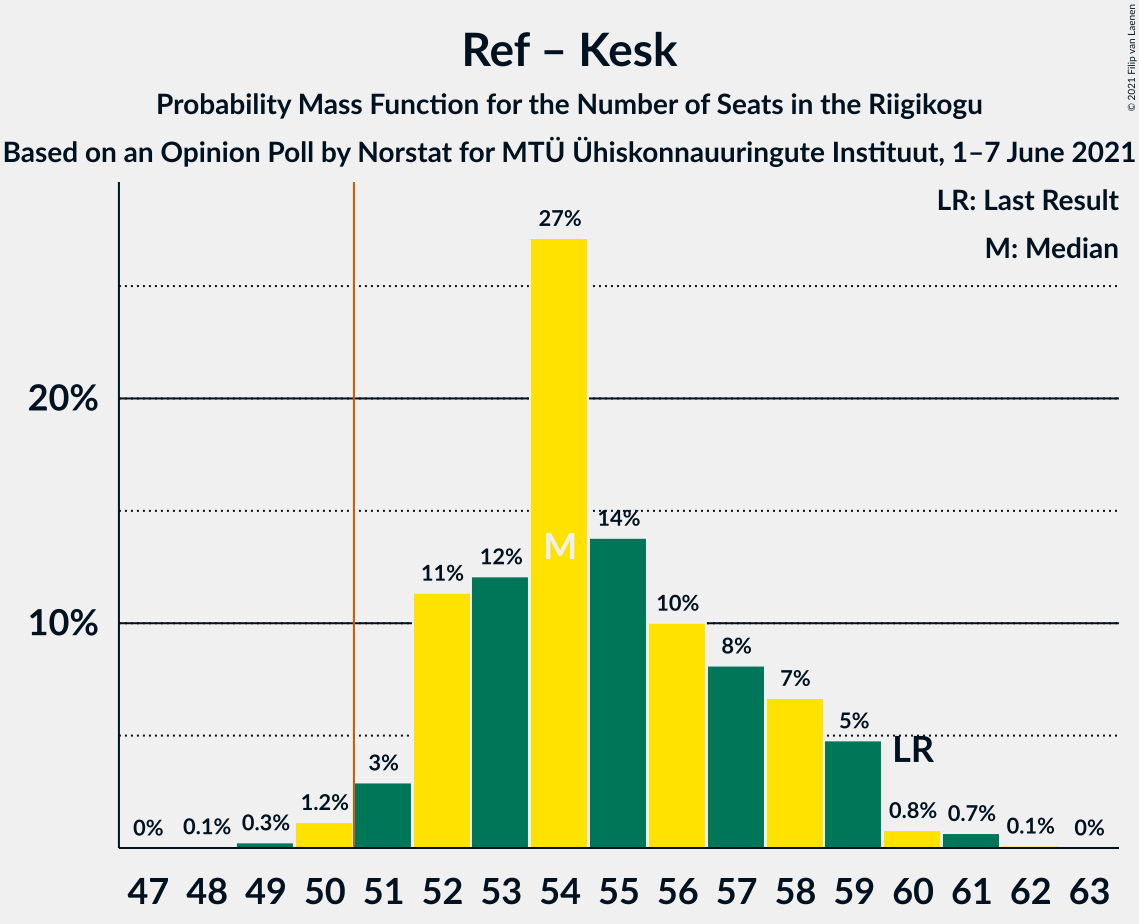 Ref – Kesk
Probability Mass Function for the Number of Seats in the Riigikogu
Based on an Opinion Poll by Norstat for MTÜ Ühiskonnauuringute Instituut, 1–7 June 2021
© 2021 Filip van Laenen
LR: Last Result
M: Median
27%
20%
14%
M
12%
11%
10%
10%
8%
7%
5%
LR
3%
1.2%
0.8%
0.7%
0% 0.1% 0.3% 0.1% 0%
47 48 49 50 51 52 53 54 55 56 57 58 59 60 61 62 63